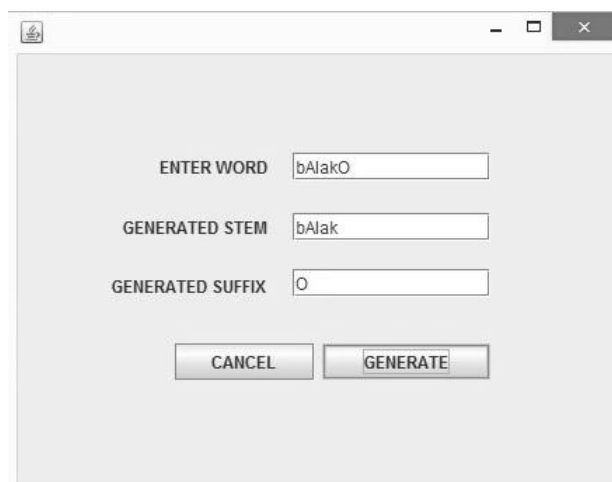 ENTER WORD bAlakO
GENERATED STEM bAlak
GENERATED SUFFIX O
CANCEL GENERATE